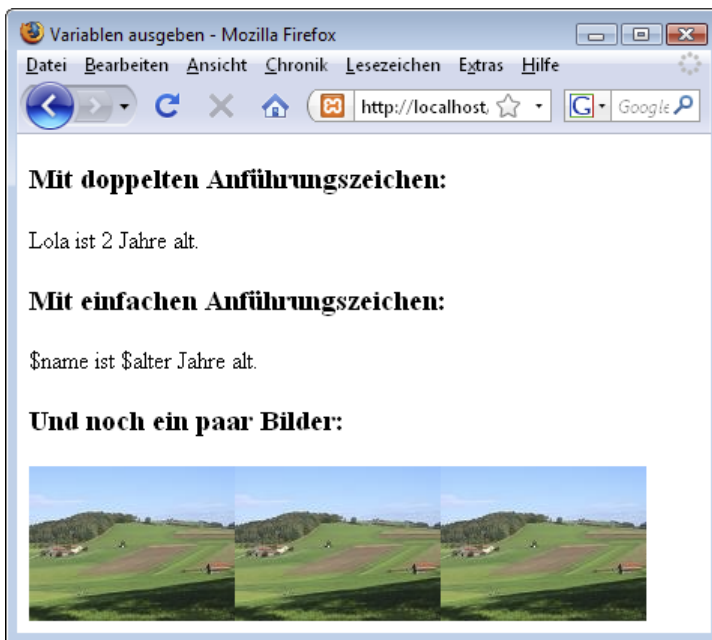 Variablen ausgeben - Mozilla Firefox
Datei Bearbeiten Ansicht Chronik Lesezeichen Extras Hilfe
http://localhost, G Google
Mit doppelten Anführungszeichen:
Lola ist 2 Jahre alt.
Mit einfachen Anführungszeichen:
$name ist $alter Jahre alt.
Und noch ein paar Bilder: